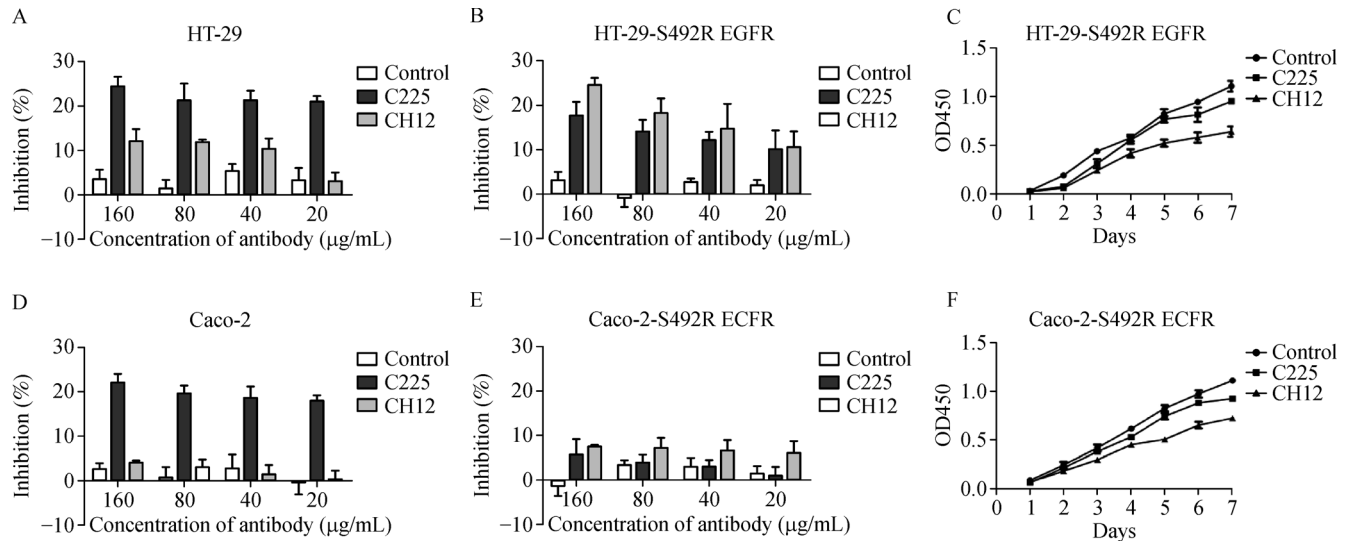 A
HT-29
Inhibition (%)
30
20
10
0
−10
160 80 40 20
Concentration of antibody (μg/mL)
Control
C225
CH12
B
HT-29-S492R EGFR
Inhibition (%)
30
20
10
0
−10
160 80 40 20
Concentration of antibody (μg/mL)
Control
C225
CH12
C
HT-29-S492R EGFR
OD450
1.5
1.0
0.5
0.0
0 1 2 3 4 5 6 7
Days
Control
C225
CH12
D
Caco-2
Inhibition (%)
30
20
10
0
−10
160 80 40 20
Concentration of antibody (μg/mL)
Control
C225
CH12
E
Caco-2-S492R ECFR
Inhibition (%)
30
20
10
0
−10
160 80 40 20
Concentration of antibody (μg/mL)
Control
C225
CH12
F
Caco-2-S492R ECFR
OD450
1.5
1.0
0.5
0.0
0 1 2 3 4 5 6 7
Days
Control
C225
CH12